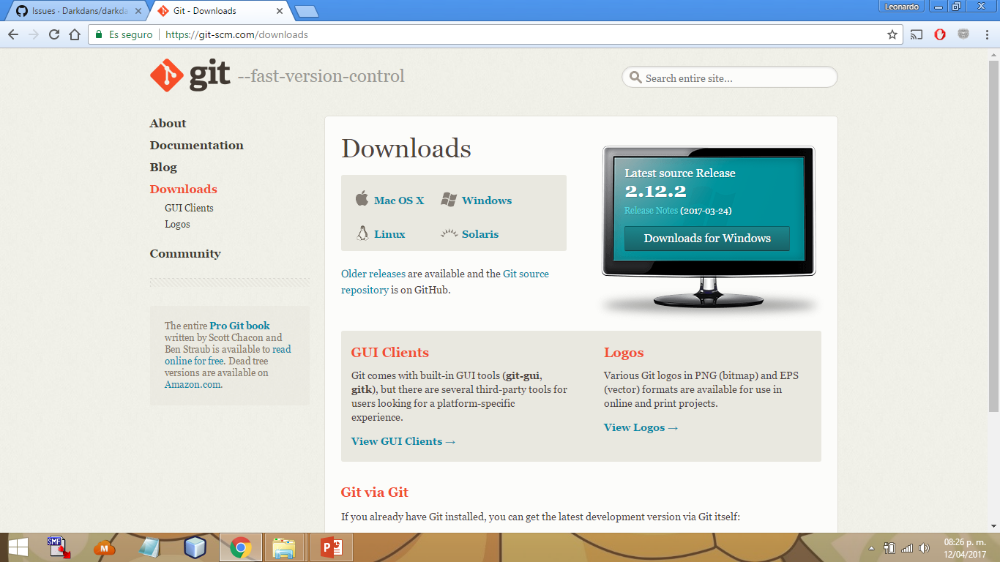 Issues · Darkdans/darkda
Git - Downloads
Leonardo
Es seguro
https://git-scm.com/downloads
git --fast-version-control
Search entire site...
About
Documentation
Blog
Downloads
GUI Clients
Logos
Community
The entire Pro Git book
written by Scott Chacon and
Ben Straub is available to read
online for free. Dead tree
versions are available on
Amazon.com.
Downloads
Mac OS X
Windows
Linux
Solaris
Older releases are available and the Git source
repository is on GitHub.
Latest source Release
2.12.2
Release Notes (2017-03-24)
Downloads for Windows
GUI Clients
Git comes with built-in GUI tools (git-gui,
gitk), but there are several third-party tools for
users looking for a platform-specific
experience.
View GUI Clients →
Logos
Various Git logos in PNG (bitmap) and EPS
(vector) formats are available for use in
online and print projects.
View Logos →
Git via Git
If you already have Git installed, you can get the latest development version via Git itself:
SMF
M
P
08:26 p. m.
12/04/2017